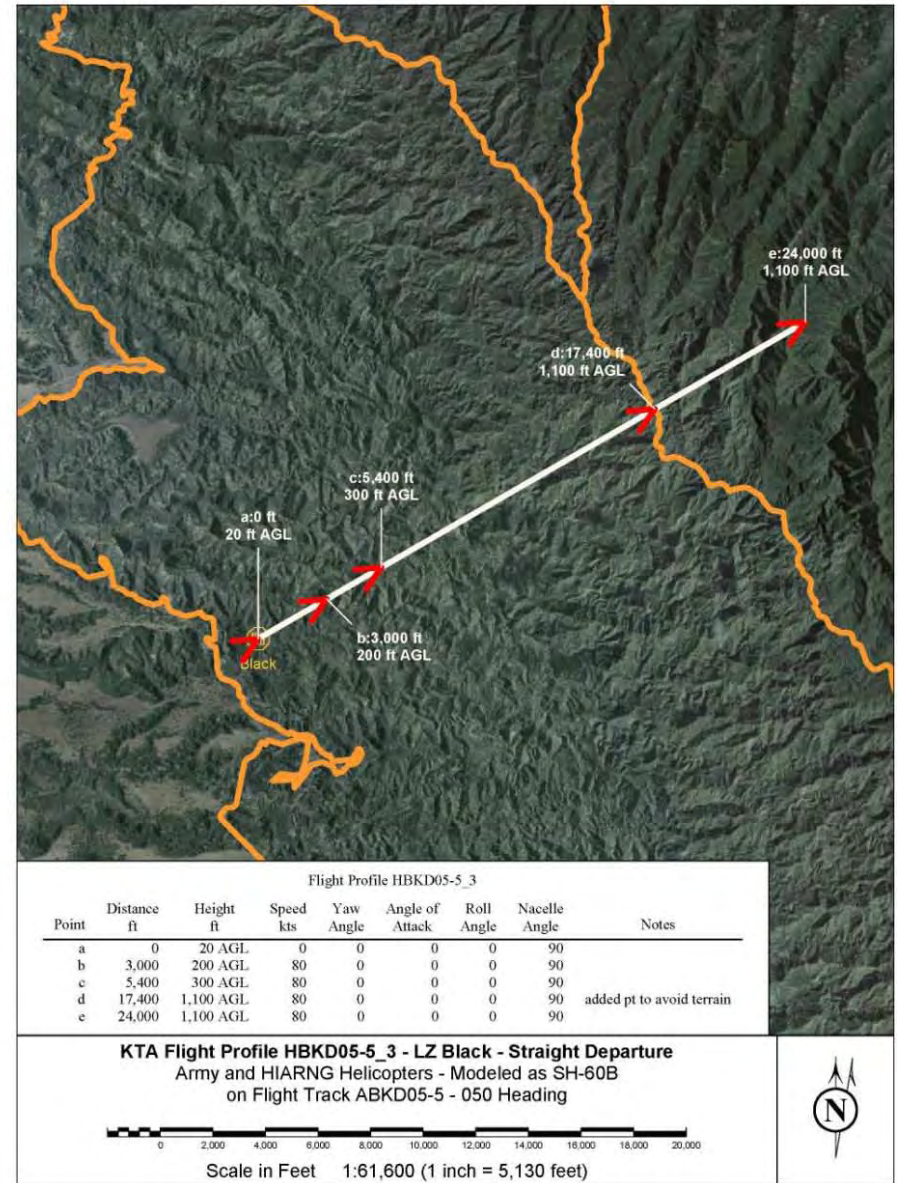 e:24,000 ft
1,100 ft AGL
d:17,400 ft
1,100 ft AGL
c:5,400 ft
300 ft AGL
a:0 ft
20 ft AGL
b:3,000 ft
200 ft AGL
Black
Flight Profile HBKD05-5_3
Point Distance ft Height ft Speed kts Yaw Angle Angle of Attack Roll Angle Nacelle Angle Notes
a 0 20 AGL 0 0 0 0 90
b 3,000 200 AGL 80 0 0 0 90
c 5,400 300 AGL 80 0 0 0 90
d 17,400 1,100 AGL 80 0 0 0 90 added pt to avoid terrain
e 24,000 1,100 AGL 80 0 0 0 90
KTA Flight Profile HBKD05-5_3 - LZ Black - Straight Departure
Army and HIARNG Helicopters - Modeled as SH-60B
on Flight Track ABKD05-5 - 050 Heading
0 2,000 4,000 6,000 8,000 10,000 12,000 14,000 16,000 18,000 20,000
Scale in Feet 1:61,600 (1 inch = 5,130 feet)
N